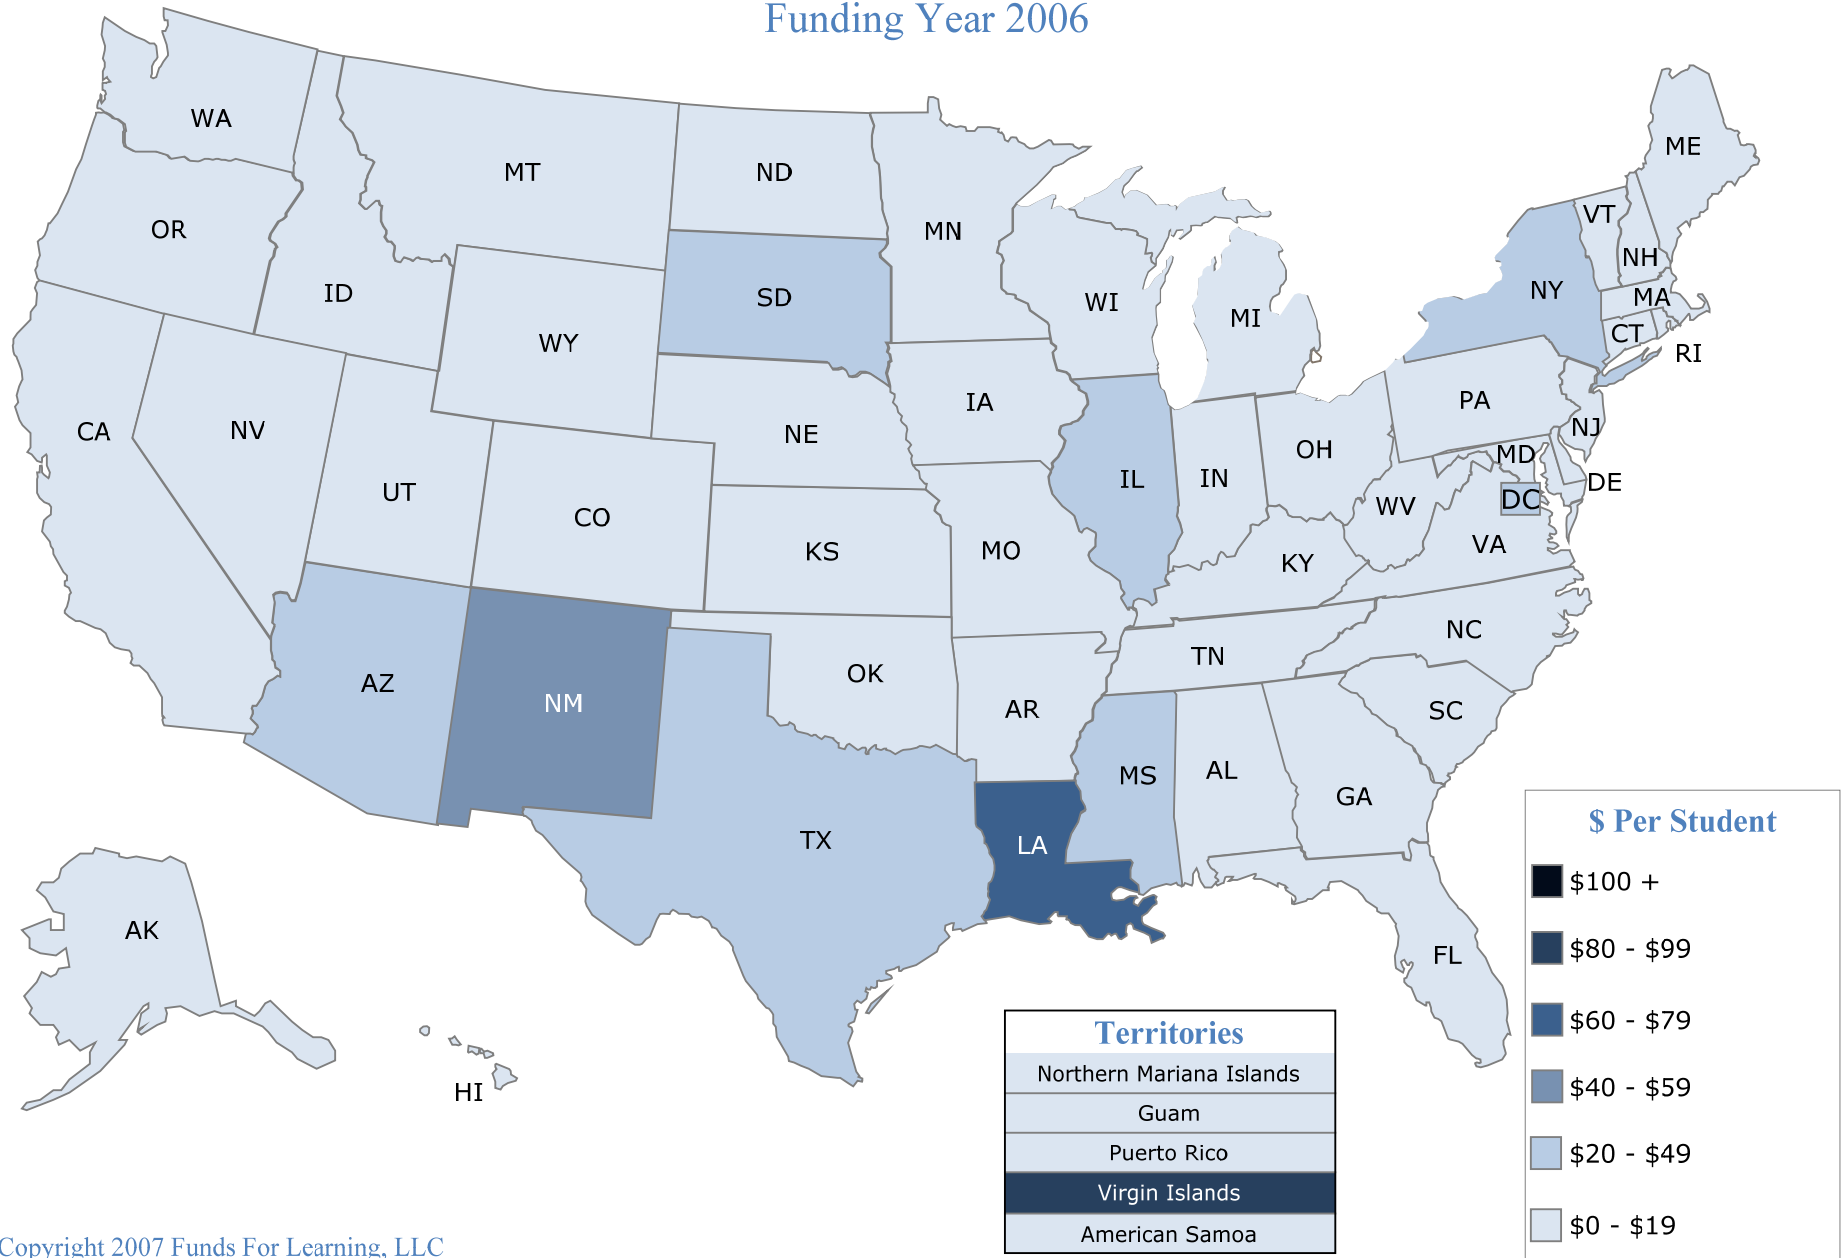 Funding Year 2006
WA
MT
ND
MN
ME
OR
ID
SD
WI
MI
VT
NH
NY
MA
CT
RI
WY
IA
PA
NJ
CA
NV
NE
OH
MD
UT
CO
IL
IN
DE
DC
WV
KS
MO
KY
VA
AZ
NM
OK
TN
NC
AR
SC
TX
LA
MS
AL
GA
AK
FL
HI
$ Per Student
$100 +
$80 - $99
$60 - $79
$40 - $59
$20 - $49
$0 - $19
Territories
Northern Mariana Islands
Guam
Puerto Rico
Virgin Islands
American Samoa
Copyright 2007 Funds For Learning, LLC